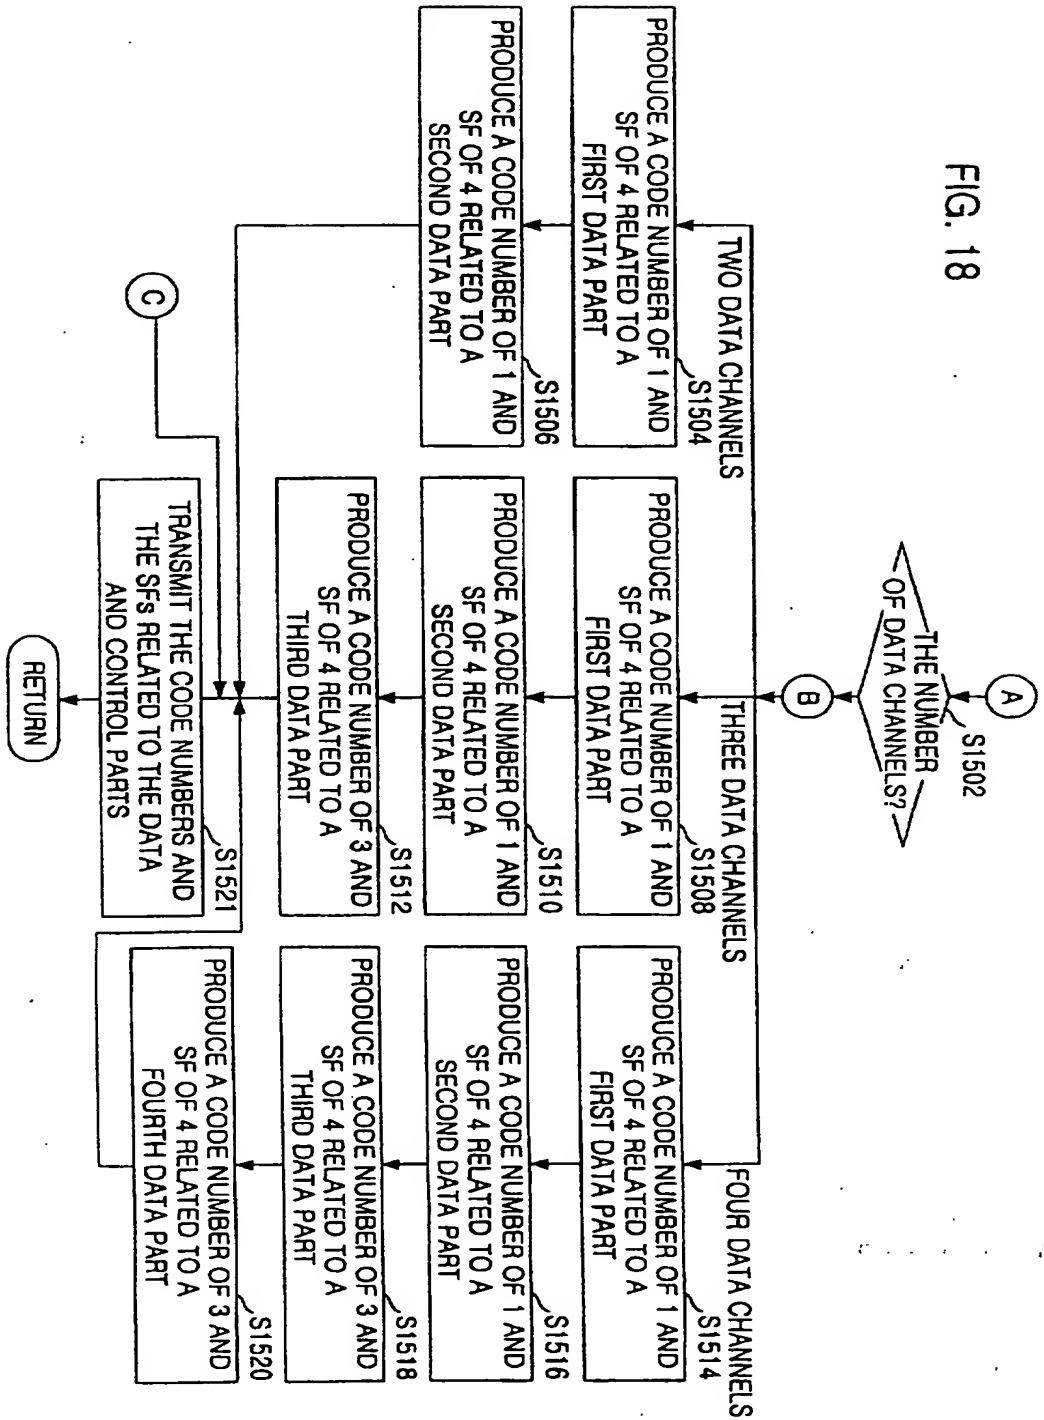 FIG. 18
A
S1502
THE NUMBER
OF DATA CHANNELS?
B
TWO DATA CHANNELS
THREE DATA CHANNELS
FOUR DATA CHANNELS
S1504
PRODUCE A CODE NUMBER OF 1 AND
SF OF 4 RELATED TO A
FIRST DATA PART
S1506
PRODUCE A CODE NUMBER OF 1 AND
SF OF 4 RELATED TO A
SECOND DATA PART
S1508
PRODUCE A CODE NUMBER OF 1 AND
SF OF 4 RELATED TO A
FIRST DATA PART
S1510
PRODUCE A CODE NUMBER OF 1 AND
SF OF 4 RELATED TO A
SECOND DATA PART
S1512
PRODUCE A CODE NUMBER OF 3 AND
SF OF 4 RELATED TO A
THIRD DATA PART
S1514
PRODUCE A CODE NUMBER OF 1 AND
SF OF 4 RELATED TO A
FIRST DATA PART
S1516
PRODUCE A CODE NUMBER OF 1 AND
SF OF 4 RELATED TO A
SECOND DATA PART
S1518
PRODUCE A CODE NUMBER OF 3 AND
SF OF 4 RELATED TO A
THIRD DATA PART
S1520
PRODUCE A CODE NUMBER OF 3 AND
SF OF 4 RELATED TO A
FOURTH DATA PART
C
S1521
TRANSMIT THE CODE NUMBERS AND
THE SFs RELATED TO THE DATA
AND CONTROL PARTS
RETURN